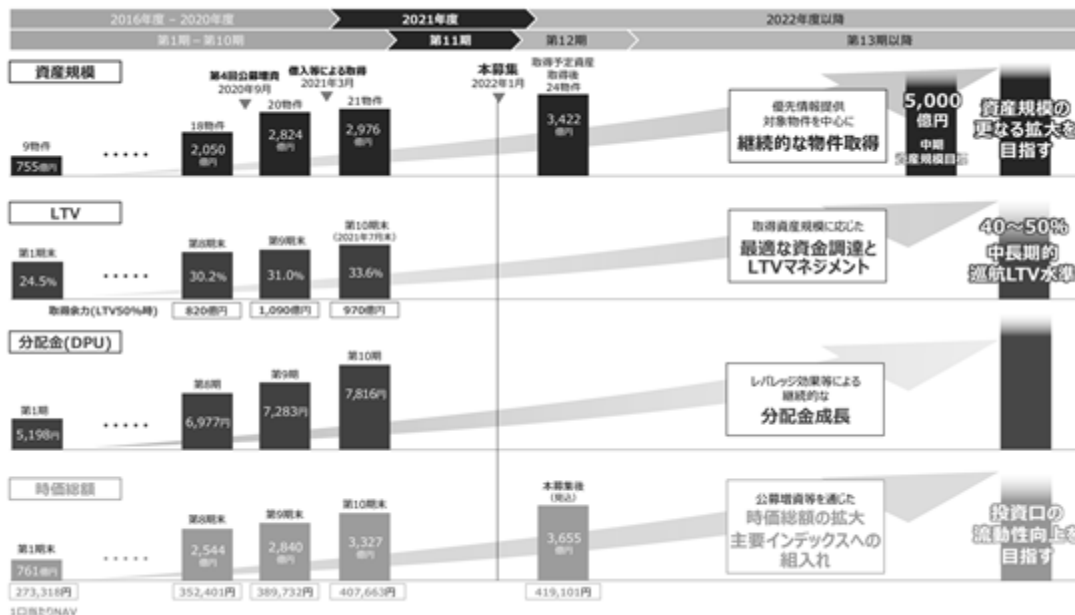 2016年度 – 2020年度
2021年度
2022年度以降
第1期 – 第10期
第11期
第12期
第13期以降
資産規模
9物件
755億円
・・・・・
18物件
2,050
億円
第4回公募増資
2020年9月
20物件
2,824
億円
借入等による取得
2021年3月
21物件
2,976
億円
本募集
2022年1月
取得予定資産
取得後
24物件
3,422
億円
優先情報提供
対象物件を中心に
継続的な物件取得
5,000
億円
中期
資産規模目標
資産規模の
更なる拡大を
目指す
LTV
第1期末
24.5%
・・・・・
第8期末
30.2%
第9期末
31.0%
第10期末
(2021年7月末)
33.6%
取得余力(LTV50%時)
820億円
1,090億円
970億円
取得資産規模に応じた
最適な資金調達と
LTVマネジメント
40～50%
中長期的
巡航LTV水準
分配金(DPU)
第1期
5,198円
・・・・・
第8期
6,977円
第9期
7,283円
第10期
7,816円
レバレッジ効果等による
継続的な
分配金成長
時価総額
第1期末
761億円
・・・・・
第8期末
2,544
億円
第9期末
2,840
億円
第10期末
3,327
億円
本募集後
(見込)
3,655
億円
公募増資等を通じた
時価総額の拡大
主要インデックスへの
組入れ
投資口の
流動性向上を
目指す
273,318円
352,401円
389,732円
407,663円
419,101円
1口当たりNAV